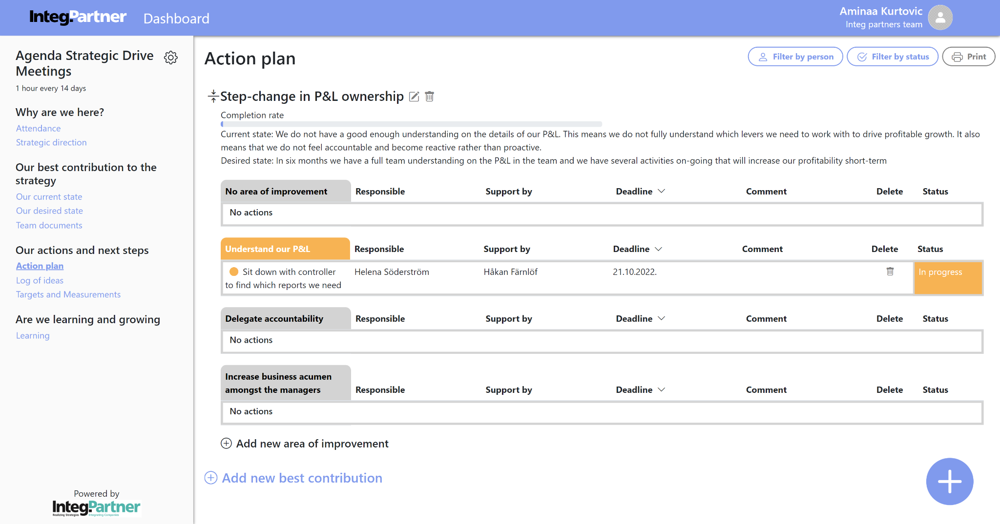 Integ.Partner
Dashboard
Aminaa Kurtovic
Integ partners team
Agenda Strategic Drive
Meetings
1 hour every 14 days
Why are we here?
Attendance
Strategic direction
Our best contribution to the
strategy
Our current state
Our desired state
Team documents
Our actions and next steps
Action plan
Log of ideas
Targets and Measurements
Are we learning and growing
Learning
Powered by
Integ.Partner
Realizing Strategies Integrating Companies
Action plan
Filter by person
Filter by status
Print
Step-change in P&L ownership
Completion rate
Current state: We do not have a good enough understanding on the details of our P&L. This means we do not fully understand which levers we need to work with to drive profitable growth. It also
means that we do not feel accountable and become reactive rather than proactive.
Desired state: In six months we have a full team understanding on the P&L in the team and we have several activities on-going that will increase our profitability short-term
No area of improvement Responsible Support by Deadline Comment Delete Status
No actions
Understand our P&L Responsible Support by Deadline Comment Delete Status
Sit down with controller Helena Söderström Håkan Färnlöf 21.10.2022. In progress
to find which reports we need
Delegate accountability Responsible Support by Deadline Comment Delete Status
No actions
Increase business acumen
amongst the managers Responsible Support by Deadline Comment Delete Status
No actions
Add new area of improvement
Add new best contribution